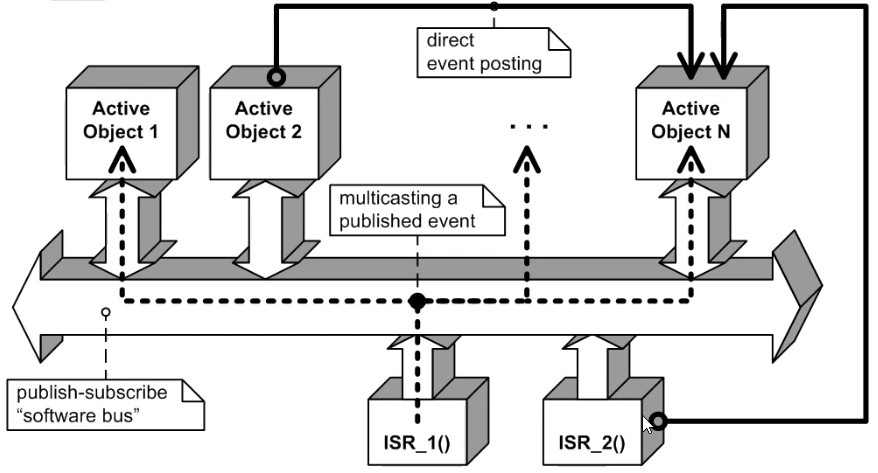 direct
event posting
Active
Object 1
Active
Object 2
. . .
Active
Object N
multicasting a
published event
publish-subscribe
“software bus”
ISR_1()
ISR_2()